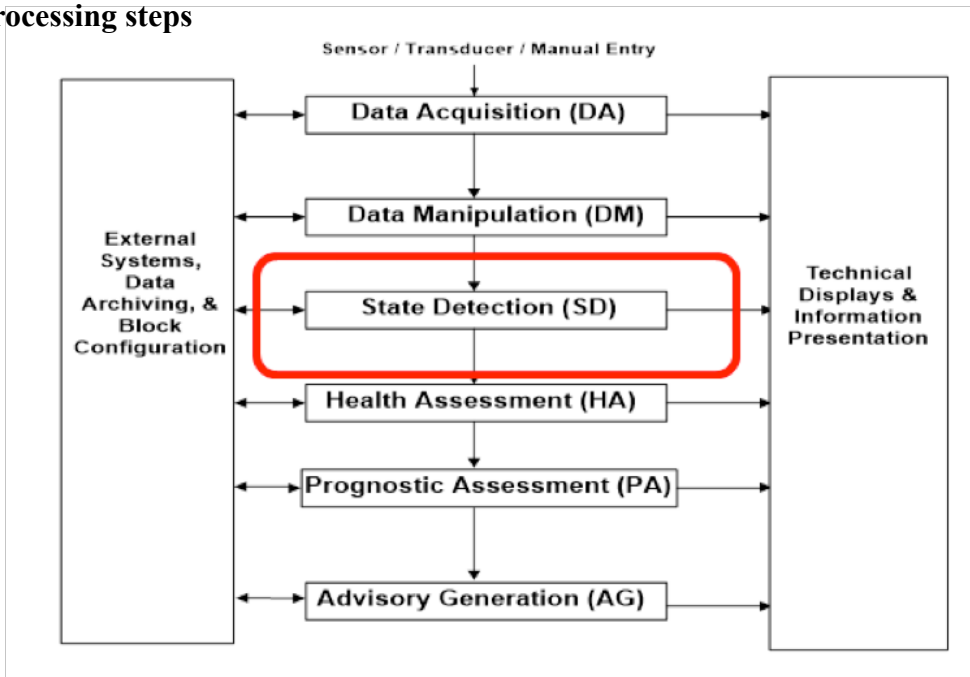 rocessing steps
Sensor / Transducer / Manual Entry
Data Acquisition (DA)
Data Manipulation (DM)
State Detection (SD)
Health Assessment (HA)
Prognostic Assessment (PA)
Advisory Generation (AG)
External
Systems,
Data
Archiving, &
Block
Configuration
Technical
Displays &
Information
Presentation